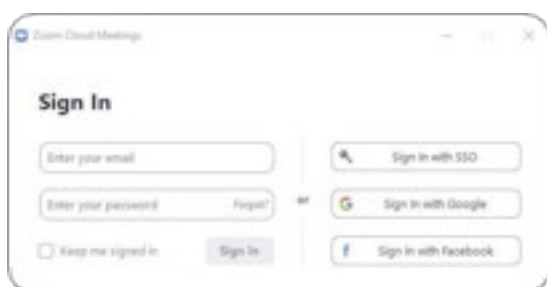 Zoom Cloud Meetings
Sign In
Enter your email
Enter your password Forgot?
Keep me signed in Sign In
or
Sign In with SSO
Sign In with Google
Sign In with Facebook